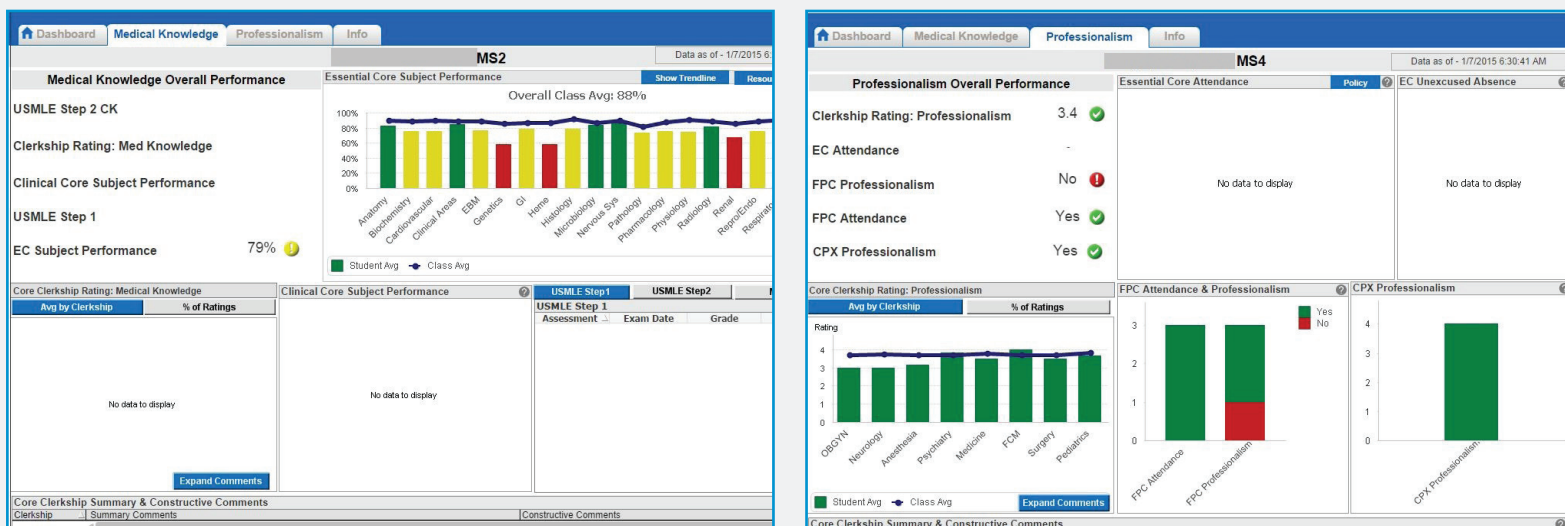 Dashboard Medical Knowledge Professionalism Info
MS2 Data as of - 1/7/2015 6:
Medical Knowledge Overall Performance
USMLE Step 2 CK
Clerkship Rating: Med Knowledge
Clinical Core Subject Performance
USMLE Step 1
EC Subject Performance 79%
Essential Core Subject Performance Show Trendline Resou
Overall Class Avg: 88%
100%
80%
60%
40%
20%
0%
Anatomy Biochemistry Cardiovascular Clinical Areas EBM Genetics GI Heme Histology Microbiology Nervous Sys Pathology Pharmacology Physiology Radiology Renal Repro/Endo Respirato
Student Avg Class Avg
Core Clerkship Rating: Medical Knowledge
Avg by Clerkship % of Ratings
No data to display
Expand Comments
Clinical Core Subject Performance ?
No data to display
USMLE Step1 USMLE Step2
USMLE Step 1
Assessment Exam Date Grade
Core Clerkship Summary & Constructive Comments
Clerkship Summary Comments Constructive Comments
Dashboard Medical Knowledge Professionalism Info
MS4 Data as of - 1/7/2015 6:30:41 AM
Professionalism Overall Performance
Clerkship Rating: Professionalism 3.4
EC Attendance -
FPC Professionalism No
FPC Attendance Yes
CPX Professionalism Yes
Essential Core Attendance Policy ?
No data to display
EC Unexcused Absence ?
No data to display
Core Clerkship Rating: Professionalism
Avg by Clerkship % of Ratings
Rating
4
3
2
1
0
OBGYN Neurology Anesthesia Psychiatry Medicine FCM Surgery Pediatrics
Student Avg Class Avg Expand Comments
FPC Attendance & Professionalism ?
Yes
No
3
2
1
0
FPC Attendance FPC Professionalism
CPX Professionalism ?
4
3
2
1
0
CPX Professionalism
Core Clerkship Summary & Constructive Comments ?